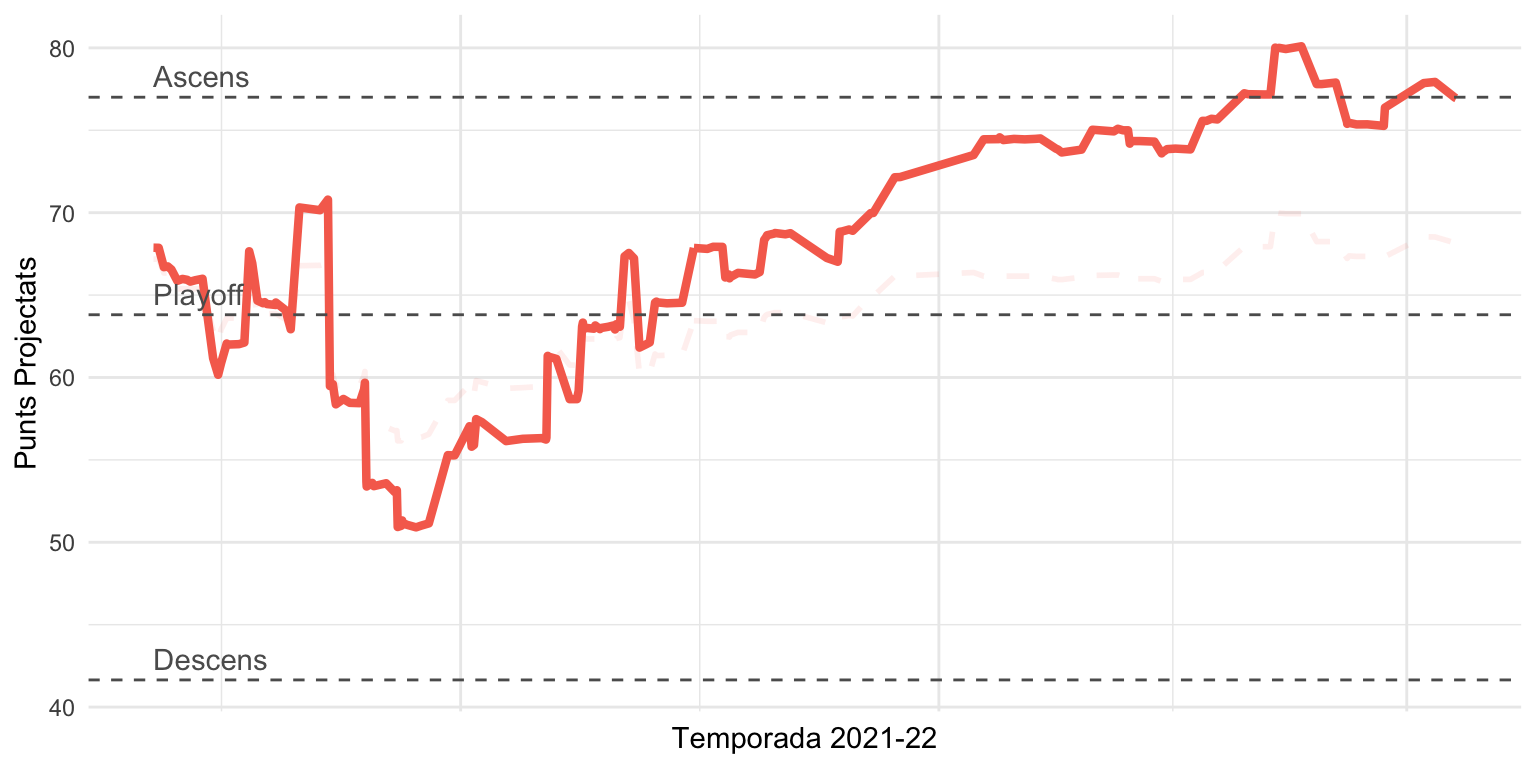 80
Ascens
70
Playoff
60
50
Descens
40
Punts Projectats
Temporada 2021-22